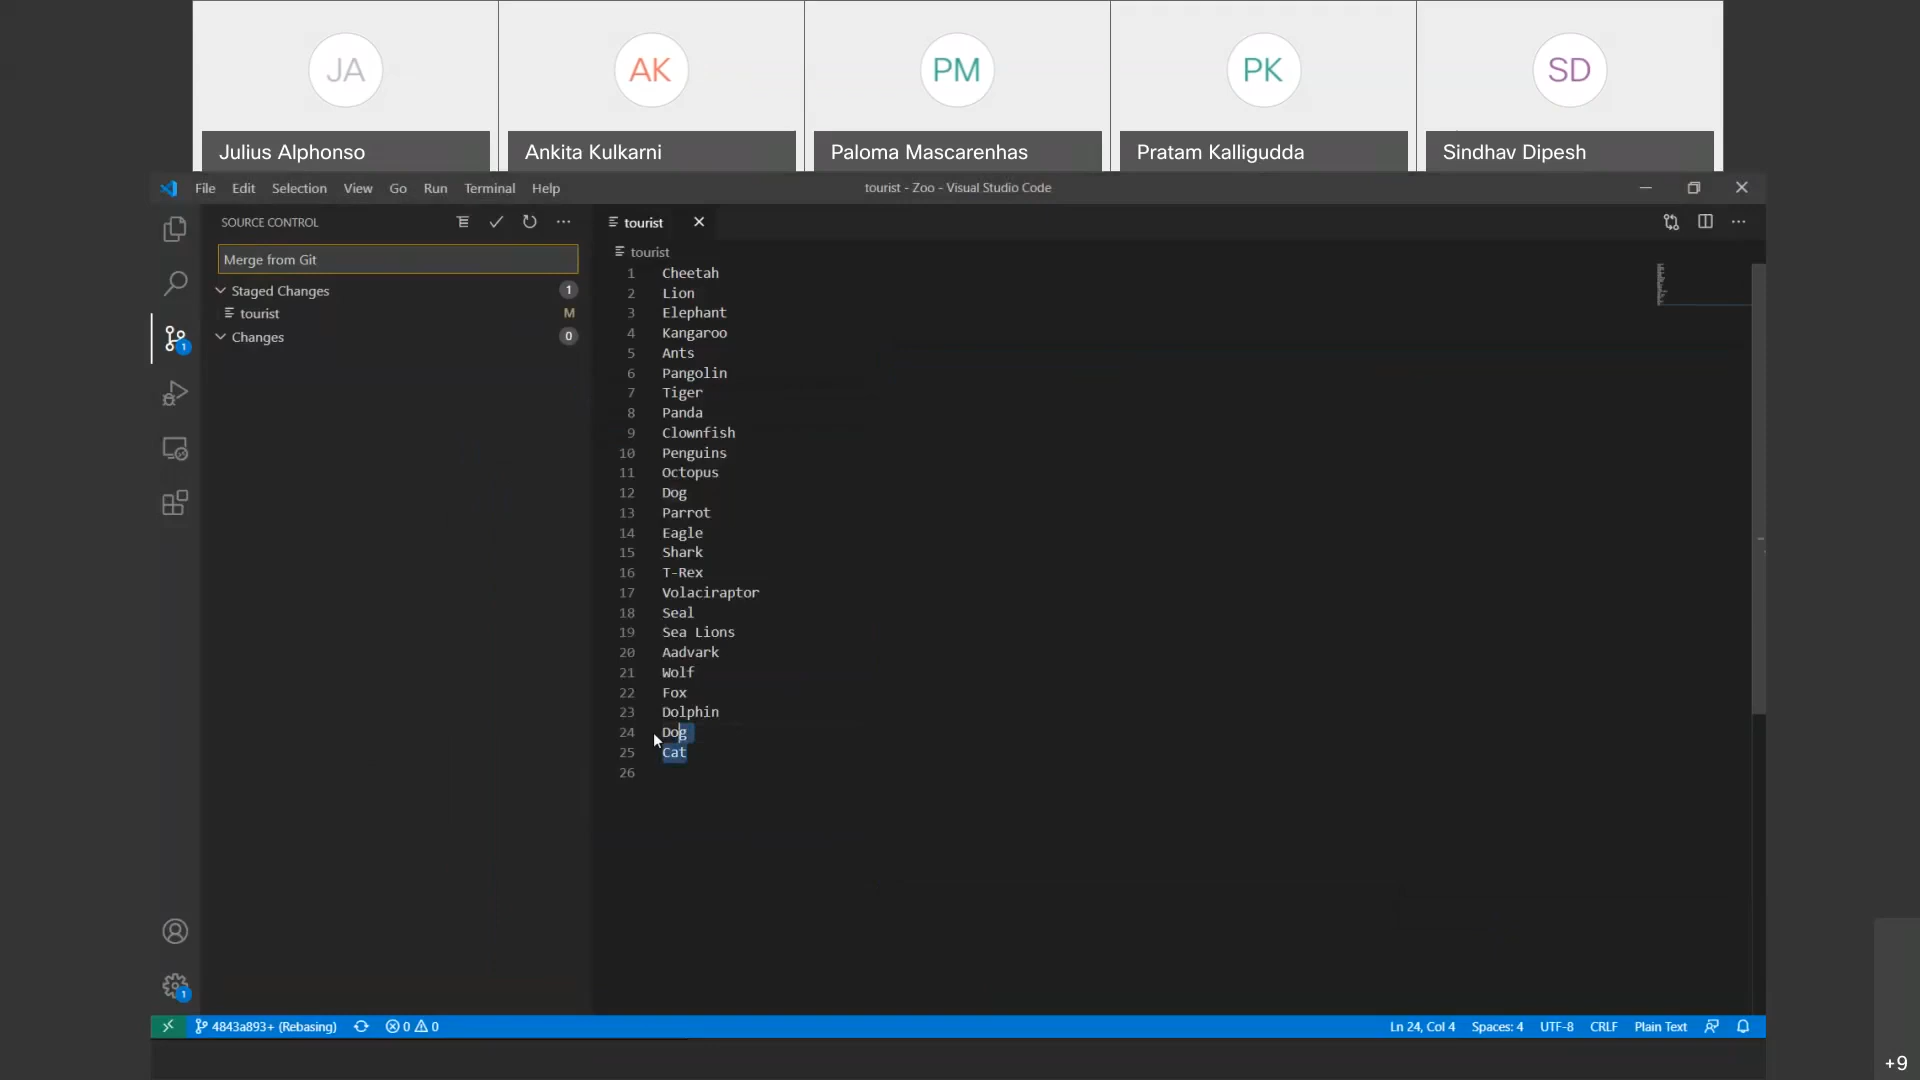 JA
AK
PM
PK
SD
Julius Alphonso
Ankita Kulkarni
Paloma Mascarenhas
Pratam Kalligudda
Sindhav Dipesh
File Edit Selection View Go Run Terminal Help
tourist - Zoo - Visual Studio Code
SOURCE CONTROL
tourist
Merge from Git
Staged Changes 1
tourist M
Changes 0
1
1
tourist
1 Cheetah
2 Lion
3 Elephant
4 Kangaroo
5 Ants
6 Pangolin
7 Tiger
8 Panda
9 Clownfish
10 Penguins
11 Octopus
12 Dog
13 Parrot
14 Eagle
15 Shark
16 T-Rex
17 Volaciraptor
18 Seal
19 Sea Lions
20 Aadvark
21 Wolf
22 Fox
23 Dolphin
24 Dog
25 Cat
26
4843a893+ (Rebasing) 0 0
Ln 24, Col 4 Spaces: 4 UTF-8 CRLF Plain Text
+9